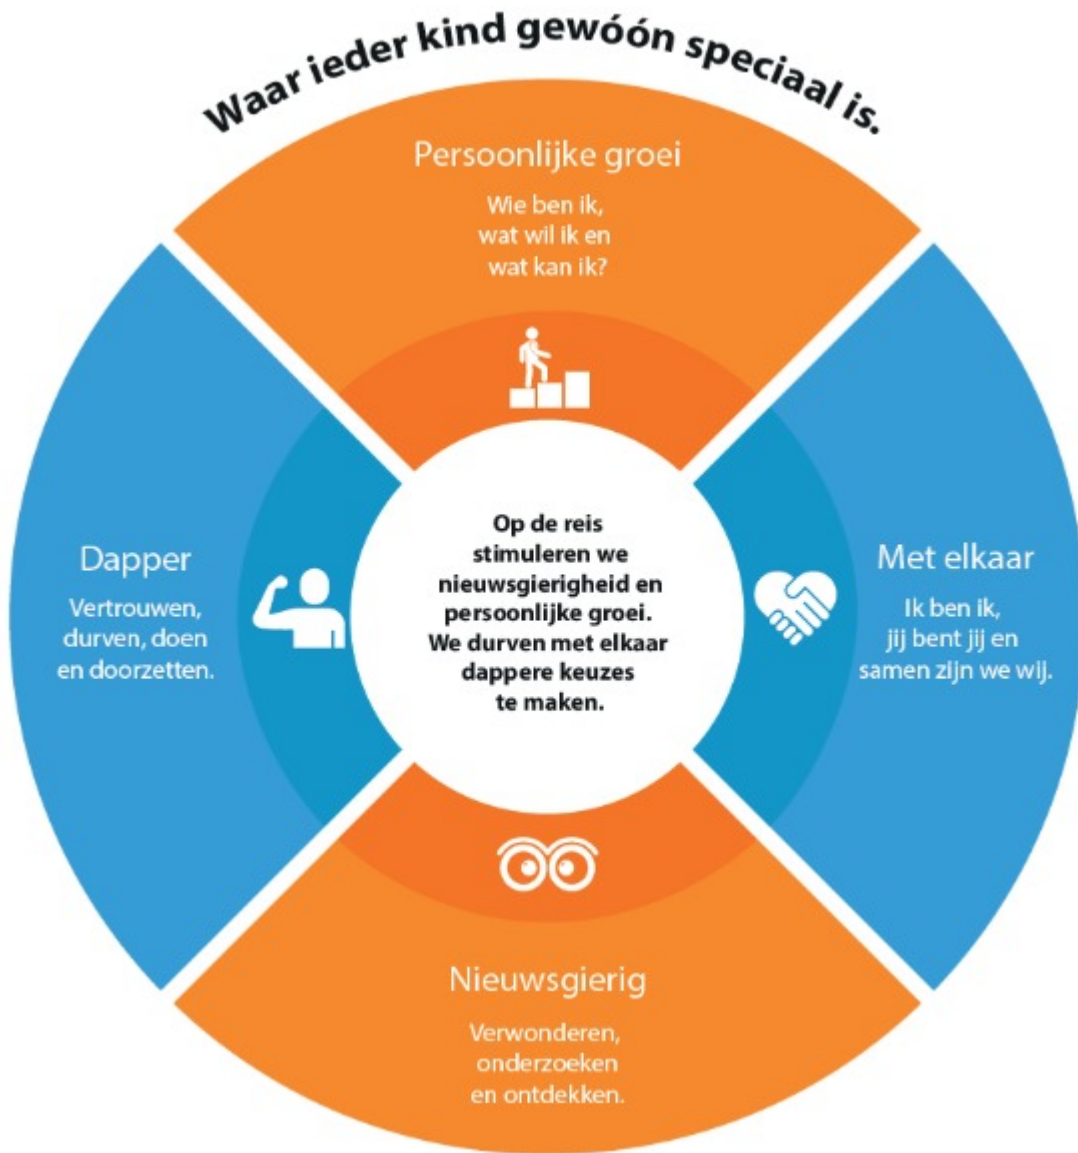 Waar ieder kind gewóón speciaal is.
Persoonlijke groei
Wie ben ik,
wat wil ik en
wat kan ik?
Dapper
Vertrouwen,
durven, doen
en doorzetten.
Op de reis
stimuleren we
nieuwsgierigheid en
persoonlijke groei.
We durven met elkaar
dappere keuzes
te maken.
Met elkaar
Ik ben ik,
jij bent jij en
samen zijn we wij.
Nieuwsgierig
Verwonderen,
onderzoeken
en ontdekken.